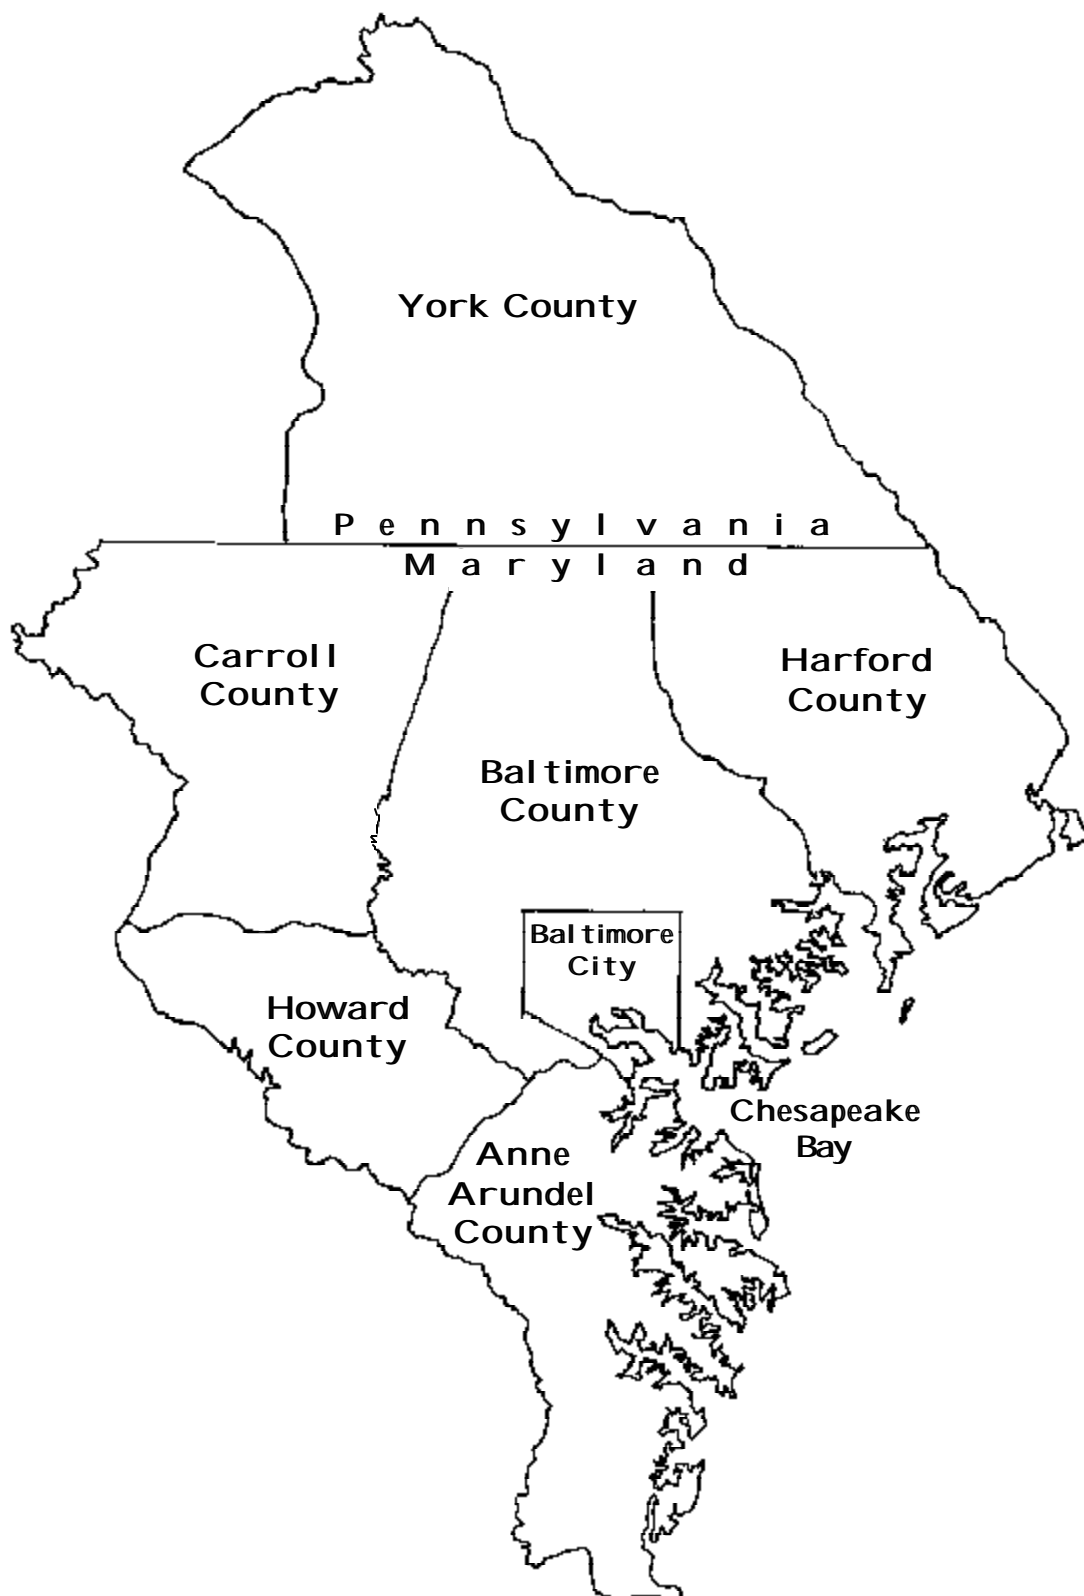 York County
Pennsylvania
Maryland
Carroll
County
Harford
County
Baltimore
County
Baltimore
City
Howard
County
Chesapeake
Bay
Anne
Arundel
County